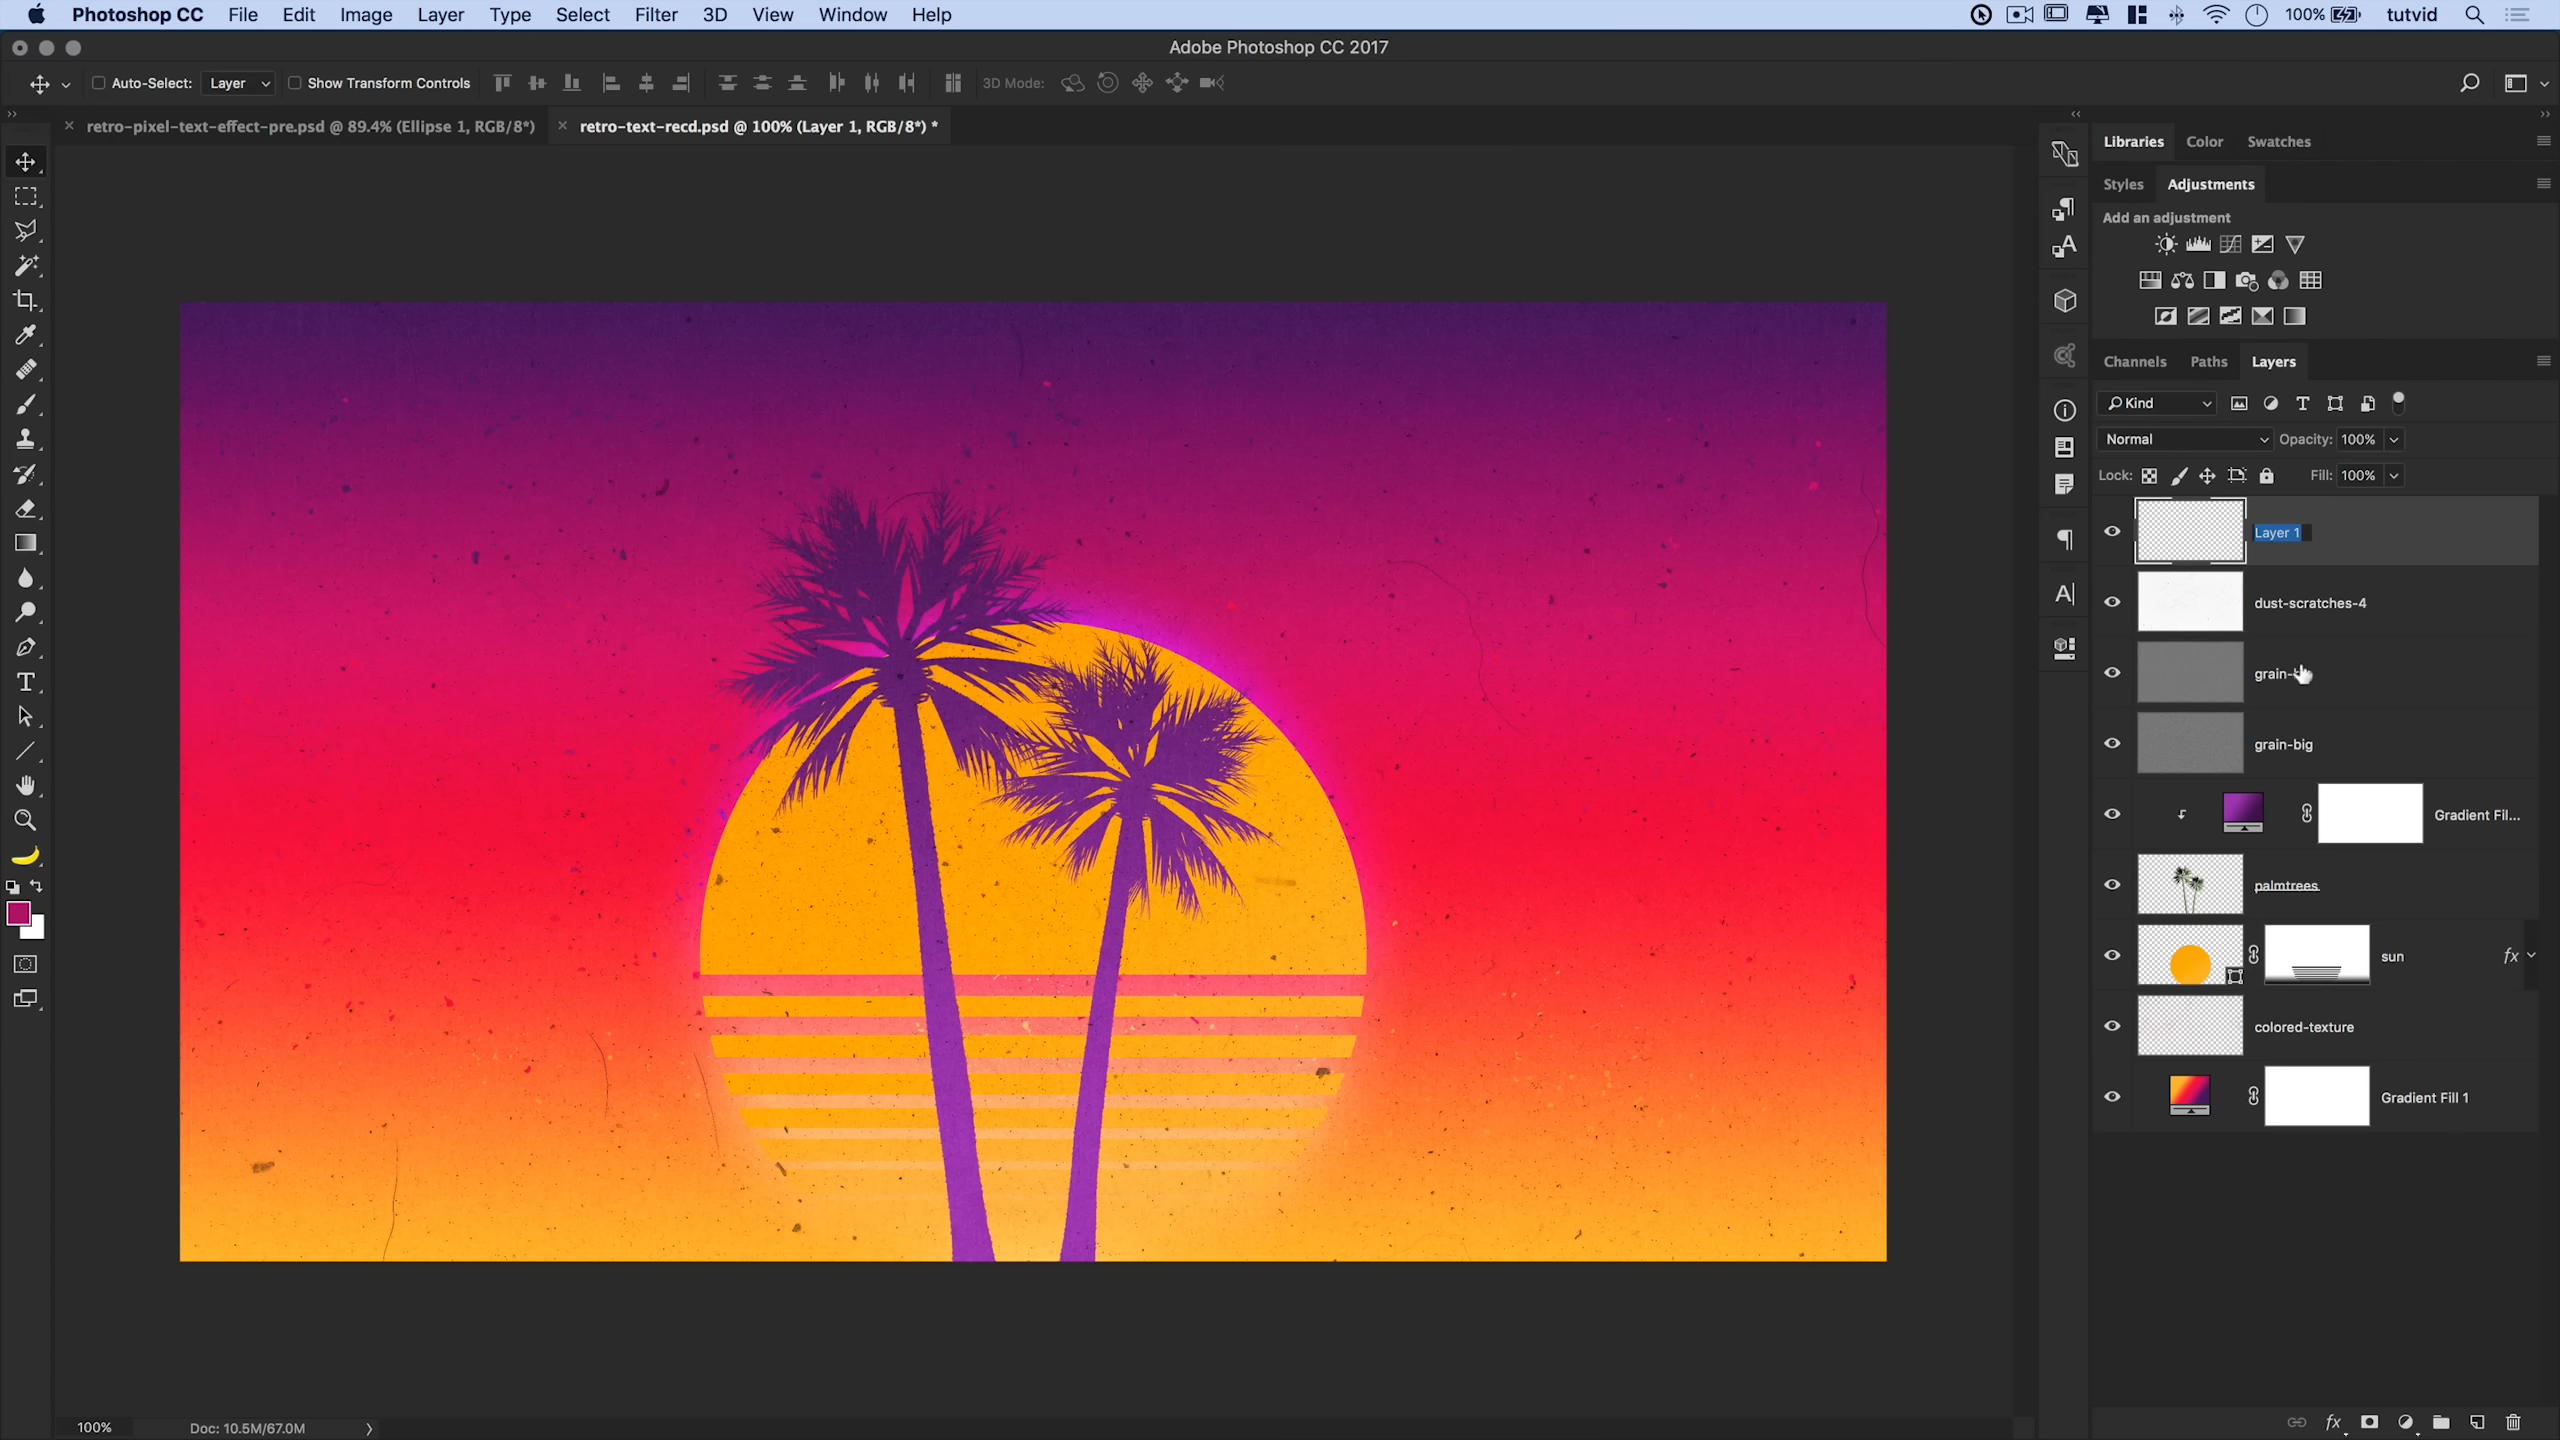 Photoshop CC File Edit Image Layer Type Select Filter 3D View Window Help 100% tutvid
Adobe Photoshop CC 2017
Auto-Select: Layer Show Transform Controls 3D Mode:
retro-pixel-text-effect-pre.psd @ 89.4% (Ellipse 1, RGB/8*) retro-text-recd.psd @ 100% (Layer 1, RGB/8*) *
Libraries Color Swatches
Styles Adjustments
Add an adjustment
Channels Paths Layers
Kind
Normal Opacity: 100%
Lock: Fill: 100%
Layer 1
dust-scratches-4
grain-
grain-big
Gradient Fil...
palmtrees
sun fx
colored-texture
Gradient Fill 1
100% Doc: 10.5M/67.0M
fx